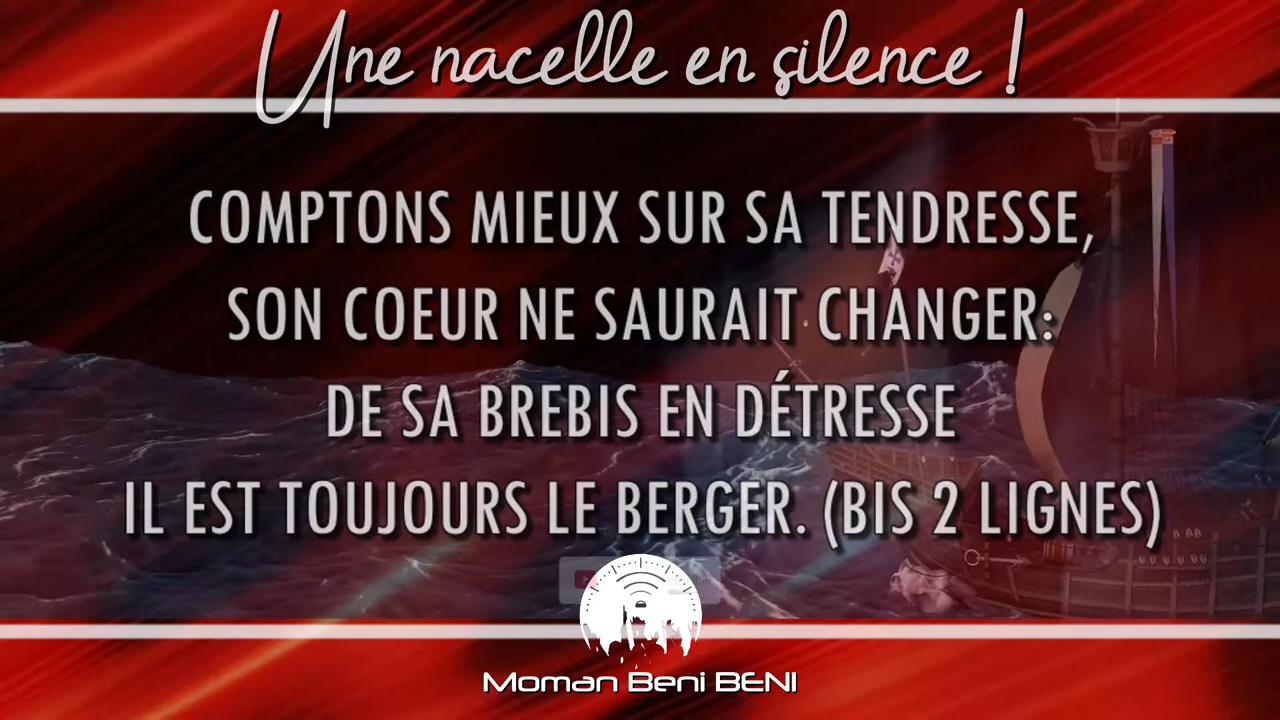 Une nacelle en silence !
COMPTONS MIEUX SUR SA TENDRESSE,
SON COEUR NE SAURAIT CHANGER:
DE SA BREBIS EN DÉTRESSE
IL EST TOUJOURS LE BERGER. (BIS 2 LIGNES)
Moman Beni BENI